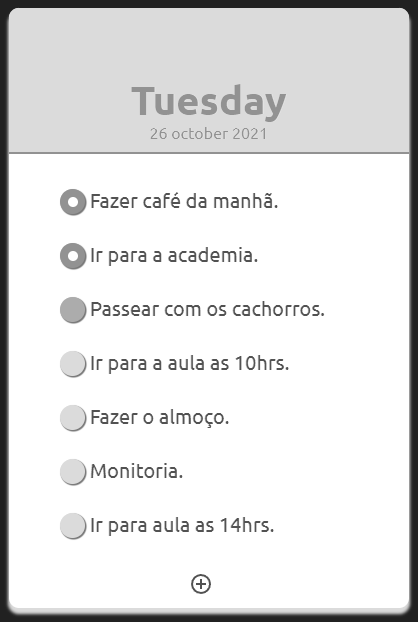 Tuesday
26 october 2021
Fazer café da manhã.
Ir para a academia.
Passear com os cachorros.
Ir para a aula as 10hrs.
Fazer o almoço.
Monitoria.
Ir para aula as 14hrs.